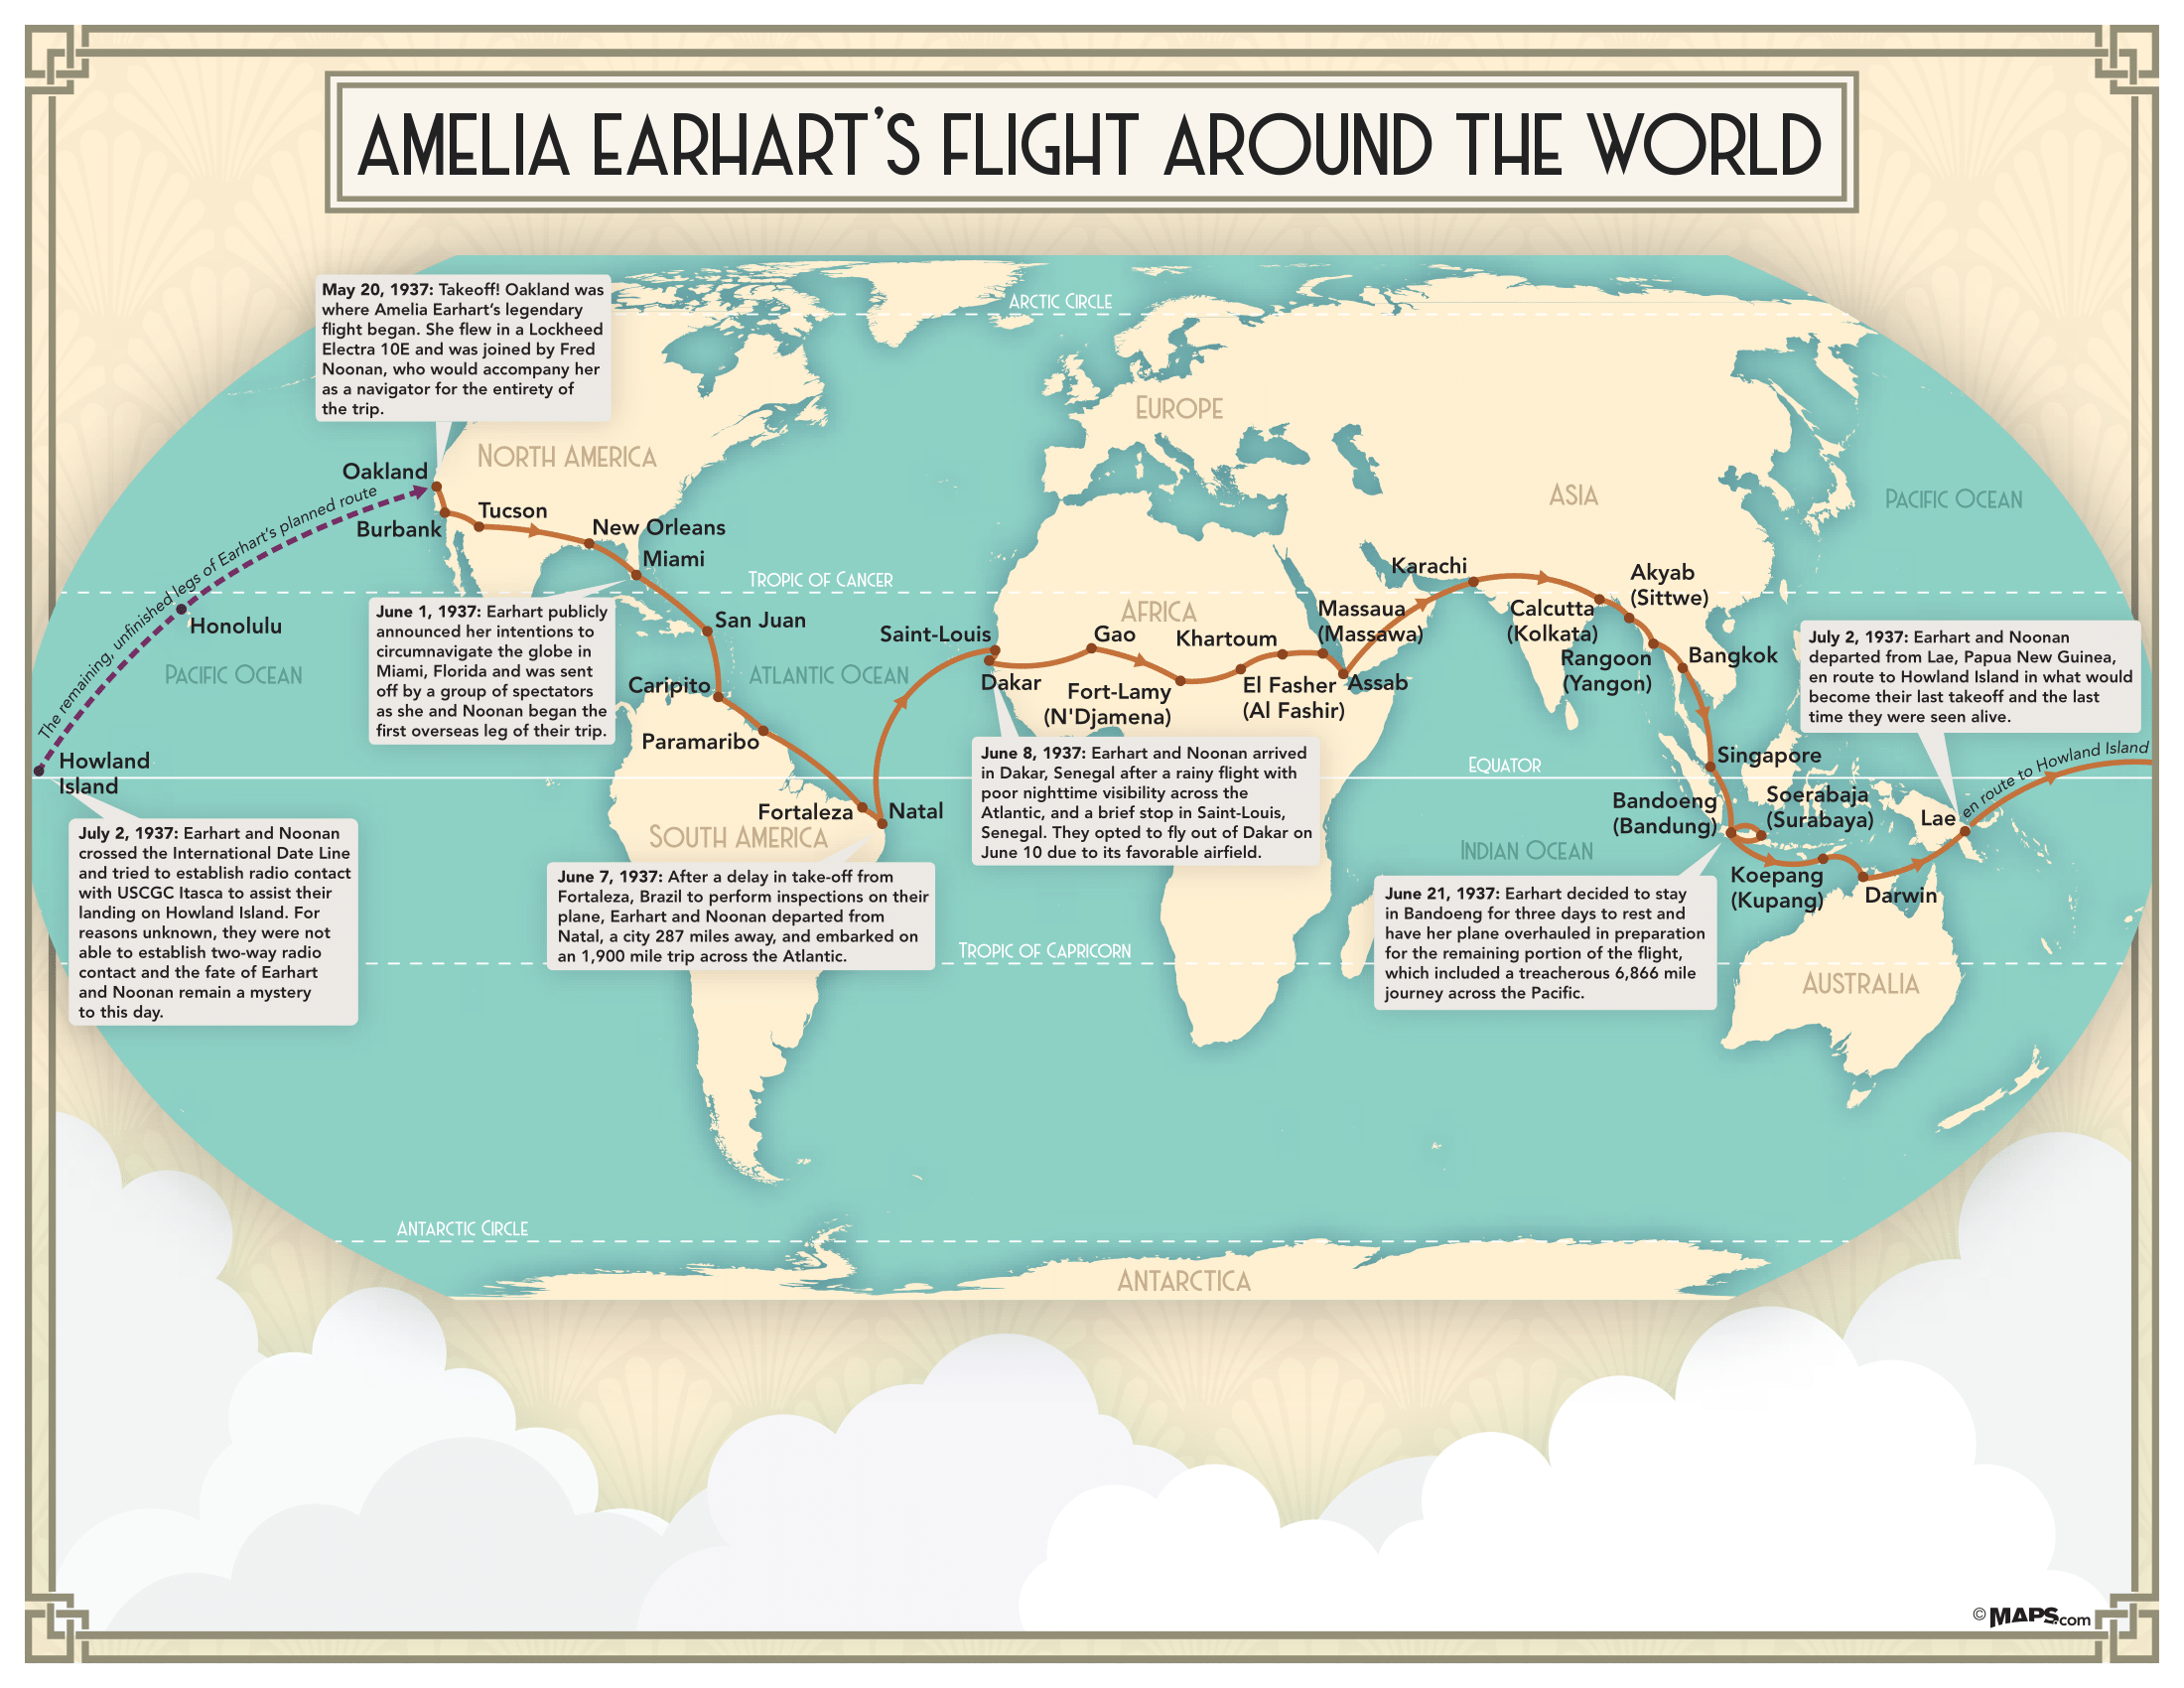 AMELIA EARHART'S FLIGHT AROUND THE WORLD
May 20, 1937: Takeoff! Oakland was
where Amelia Earhart's legendary
flight began. She flew in a Lockheed
Electra 10E and was joined by Fred
Noonan, who would accompany her
as a navigator for the entirety of
the trip.
ARCTIC CIRCLE
EUROPE
NORTH AMERICA
ASIA
PACIFIC OCEAN
Oakland
The remaining, unfinished legs of Earhart's planned route
Burbank
Tucson
New Orleans
Miami
TROPIC OF CANCER
Honolulu
PACIFIC OCEAN
Howland
Island
June 1, 1937: Earhart publicly
announced her intentions to
circumnavigate the globe in
Miami, Florida and was sent
off by a group of spectators
as she and Noonan began the
first overseas leg of their trip.
San Juan
ATLANTIC OCEAN
Caripito
Paramaribo
Fortaleza
Natal
SOUTH AMERICA
Saint-Louis
Dakar
AFRICA
Gao
Fort-Lamy
(N'Djamena)
Khartoum
El Fasher
(Al Fashir)
Massaua
(Massawa)
Assab
Karachi
Calcutta
(Kolkata)
Akyab
(Sittwe)
Rangoon
(Yangon)
Bangkok
Singapore
EQUATOR
Bandoeng
(Bandung)
Soerabaja
(Surabaya)
INDIAN OCEAN
Koepang
(Kupang)
Darwin
Lae
en route to Howland Island
July 2, 1937: Earhart and Noonan
departed from Lae, Papua New Guinea,
en route to Howland Island in what would
become their last takeoff and the last
time they were seen alive.
June 8, 1937: Earhart and Noonan arrived
in Dakar, Senegal after a rainy flight with
poor nighttime visibility across the
Atlantic, and a brief stop in Saint-Louis,
Senegal. They opted to fly out of Dakar on
June 10 due to its favorable airfield.
July 2, 1937: Earhart and Noonan
crossed the International Date Line
and tried to establish radio contact
with USCGC Itasca to assist their
landing on Howland Island. For
reasons unknown, they were not
able to establish two-way radio
contact and the fate of Earhart
and Noonan remain a mystery
to this day.
June 7, 1937: After a delay in take-off from
Fortaleza, Brazil to perform inspections on their
plane, Earhart and Noonan departed from
Natal, a city 287 miles away, and embarked on
an 1,900 mile trip across the Atlantic.
June 21, 1937: Earhart decided to stay
in Bandoeng for three days to rest and
have her plane overhauled in preparation
for the remaining portion of the flight,
which included a treacherous 6,866 mile
journey across the Pacific.
TROPIC OF CAPRICORN
AUSTRALIA
ANTARCTIC CIRCLE
ANTARCTICA
© MAPS.com